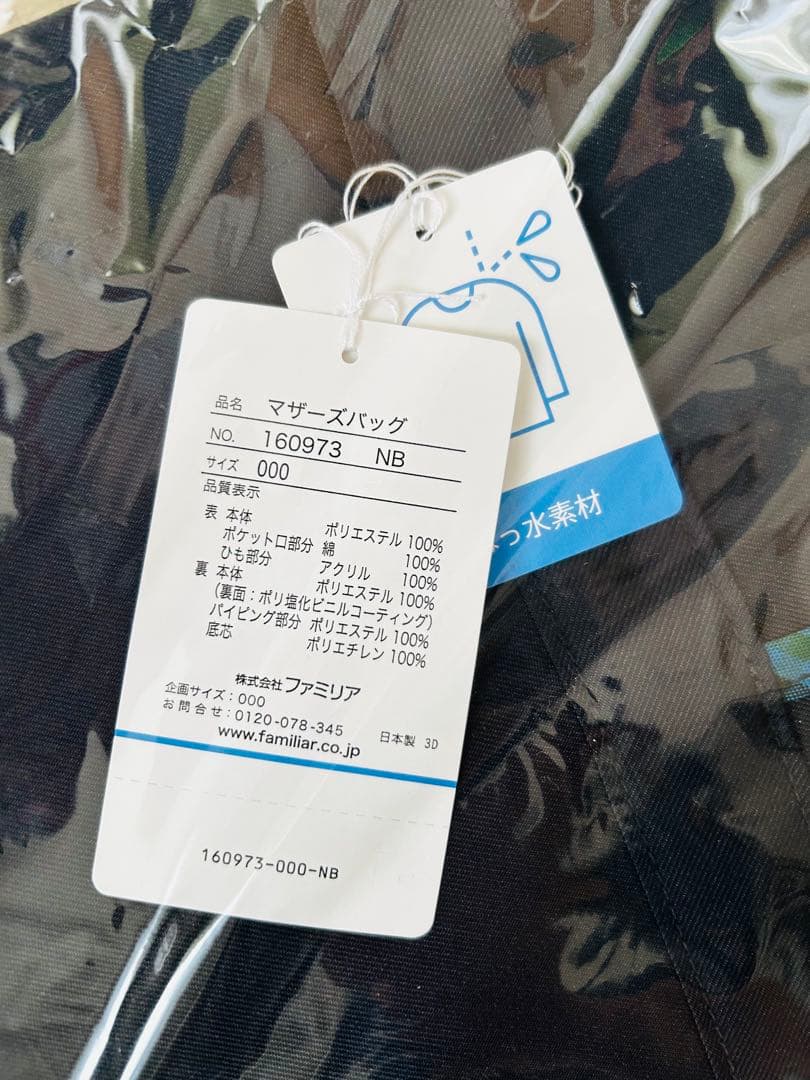 品名 マザーズバッグ
NO. 160973 NB
サイズ 000
品質表示
表 本体 ポリエステル 100%
ポケット口部分 綿 100%
ひも部分 アクリル 100%
裏 本体 ポリエステル 100%
(裏面：ポリ塩化ビニルコーティング)
パイピング部分 ポリエステル 100%
底芯 ポリエチレン 100%
株式会社ファミリア
企画サイズ：000
お問合せ：0120-078-345
www.familiar.co.jp 日本製 3D
160973-000-NB
っ水素材